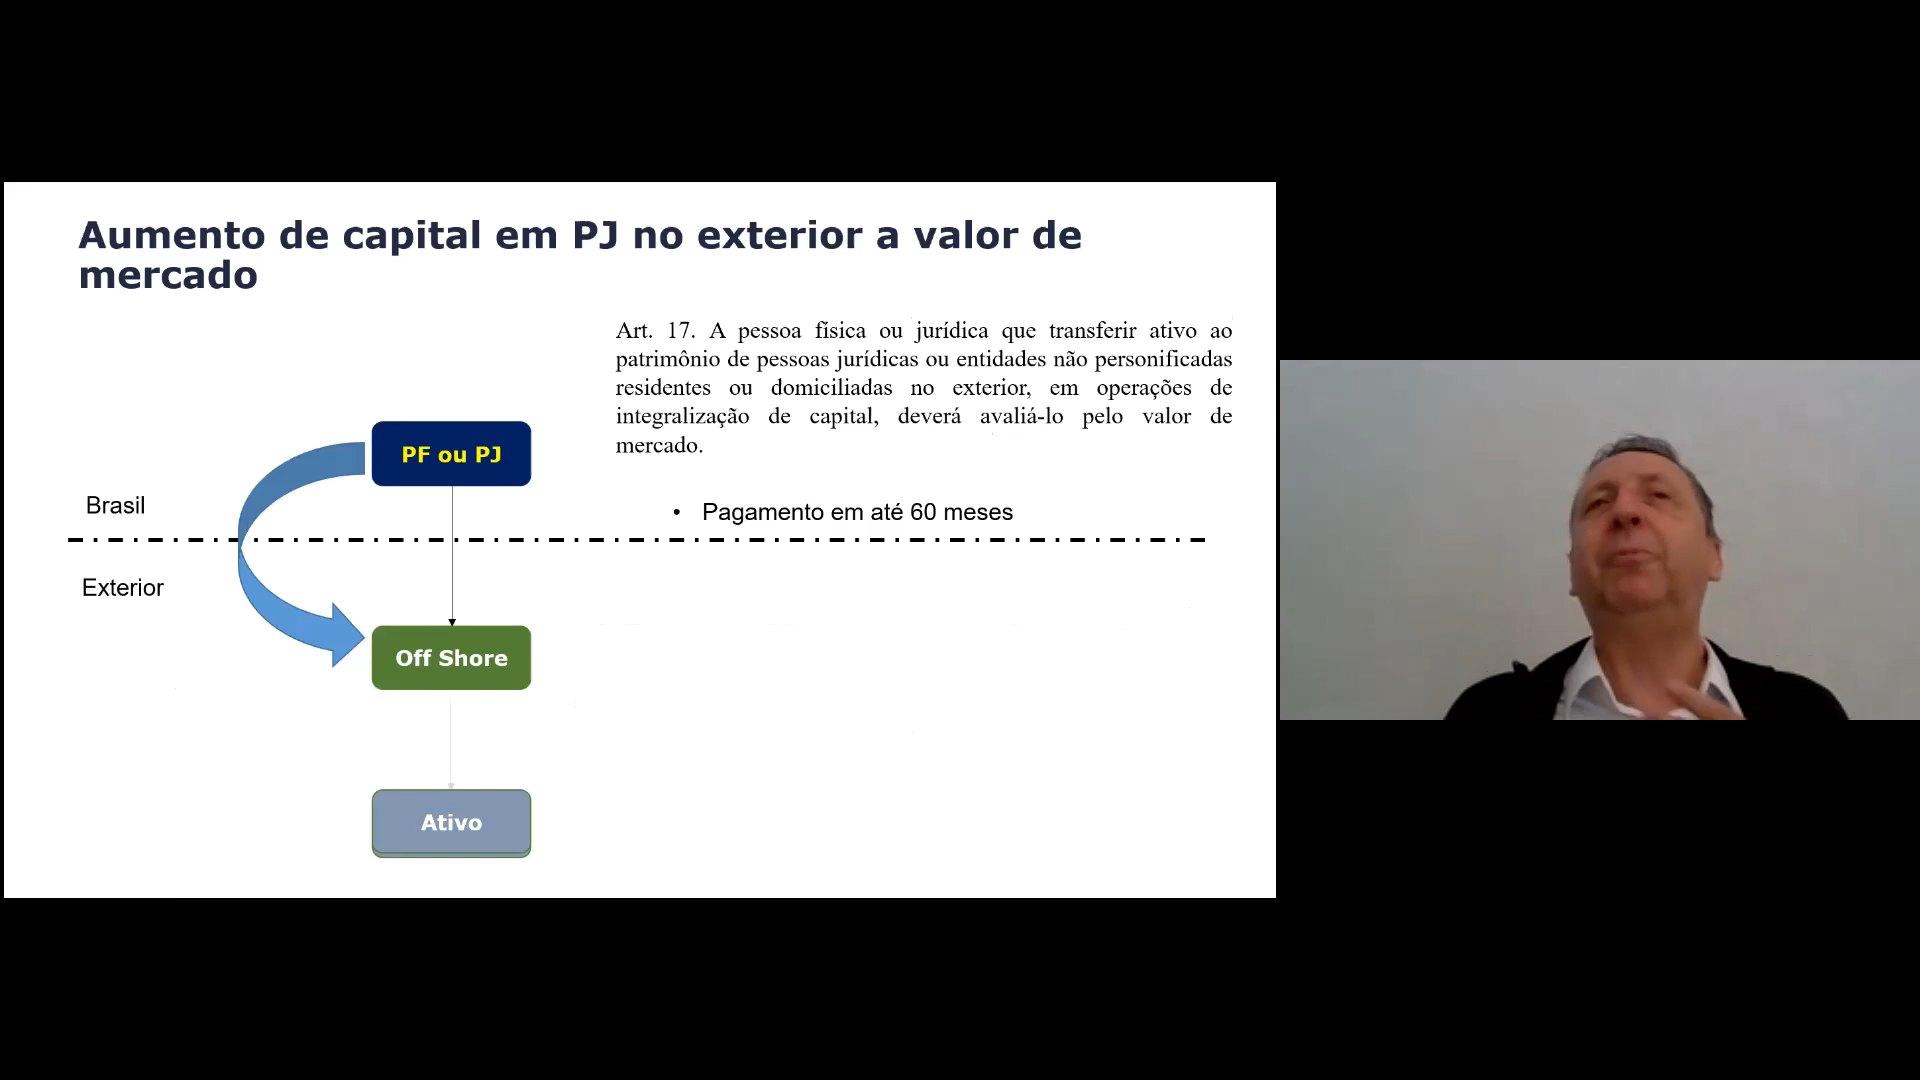 Aumento de capital em PJ no exterior a valor de
mercado
Art. 17. A pessoa física ou jurídica que transferir ativo ao
patrimônio de pessoas jurídicas ou entidades não personificadas
residentes ou domiciliadas no exterior, em operações de
integralização de capital, deverá avaliá-lo pelo valor de
mercado.
PF ou PJ
Brasil
• Pagamento em até 60 meses
Exterior
Off Shore
Ativo